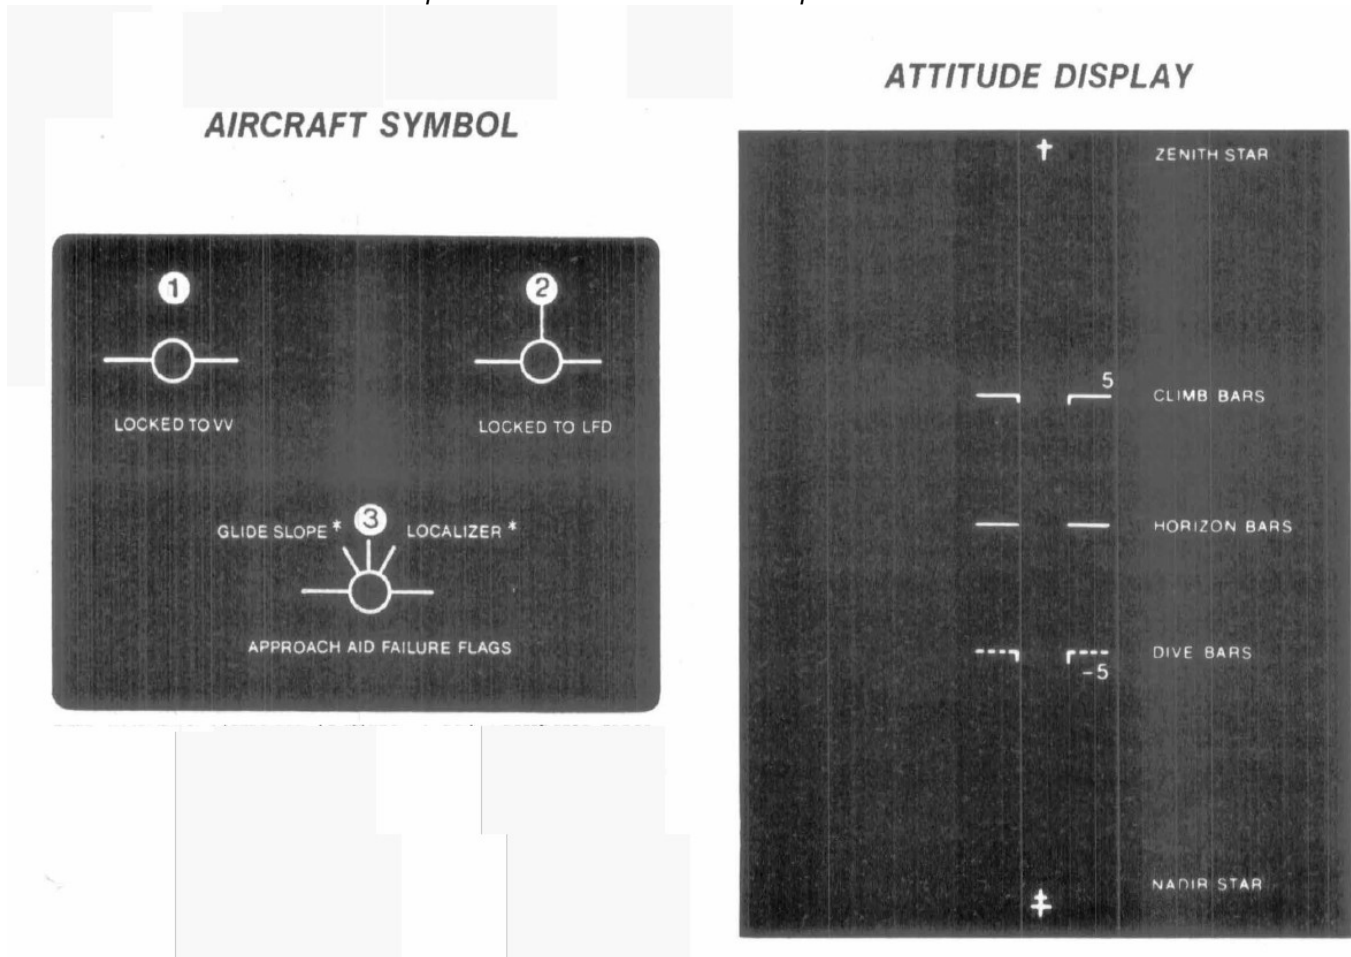 AIRCRAFT SYMBOL
1
2
LOCKED TO VV
LOCKED TO LFD
GLIDE SLOPE* 3 LOCALIZER*
APPROACH AID FAILURE FLAGS
ATTITUDE DISPLAY
ZENITH STAR
5
CLIMB BARS
HORIZON BARS
DIVE BARS
-5
NADIR STAR